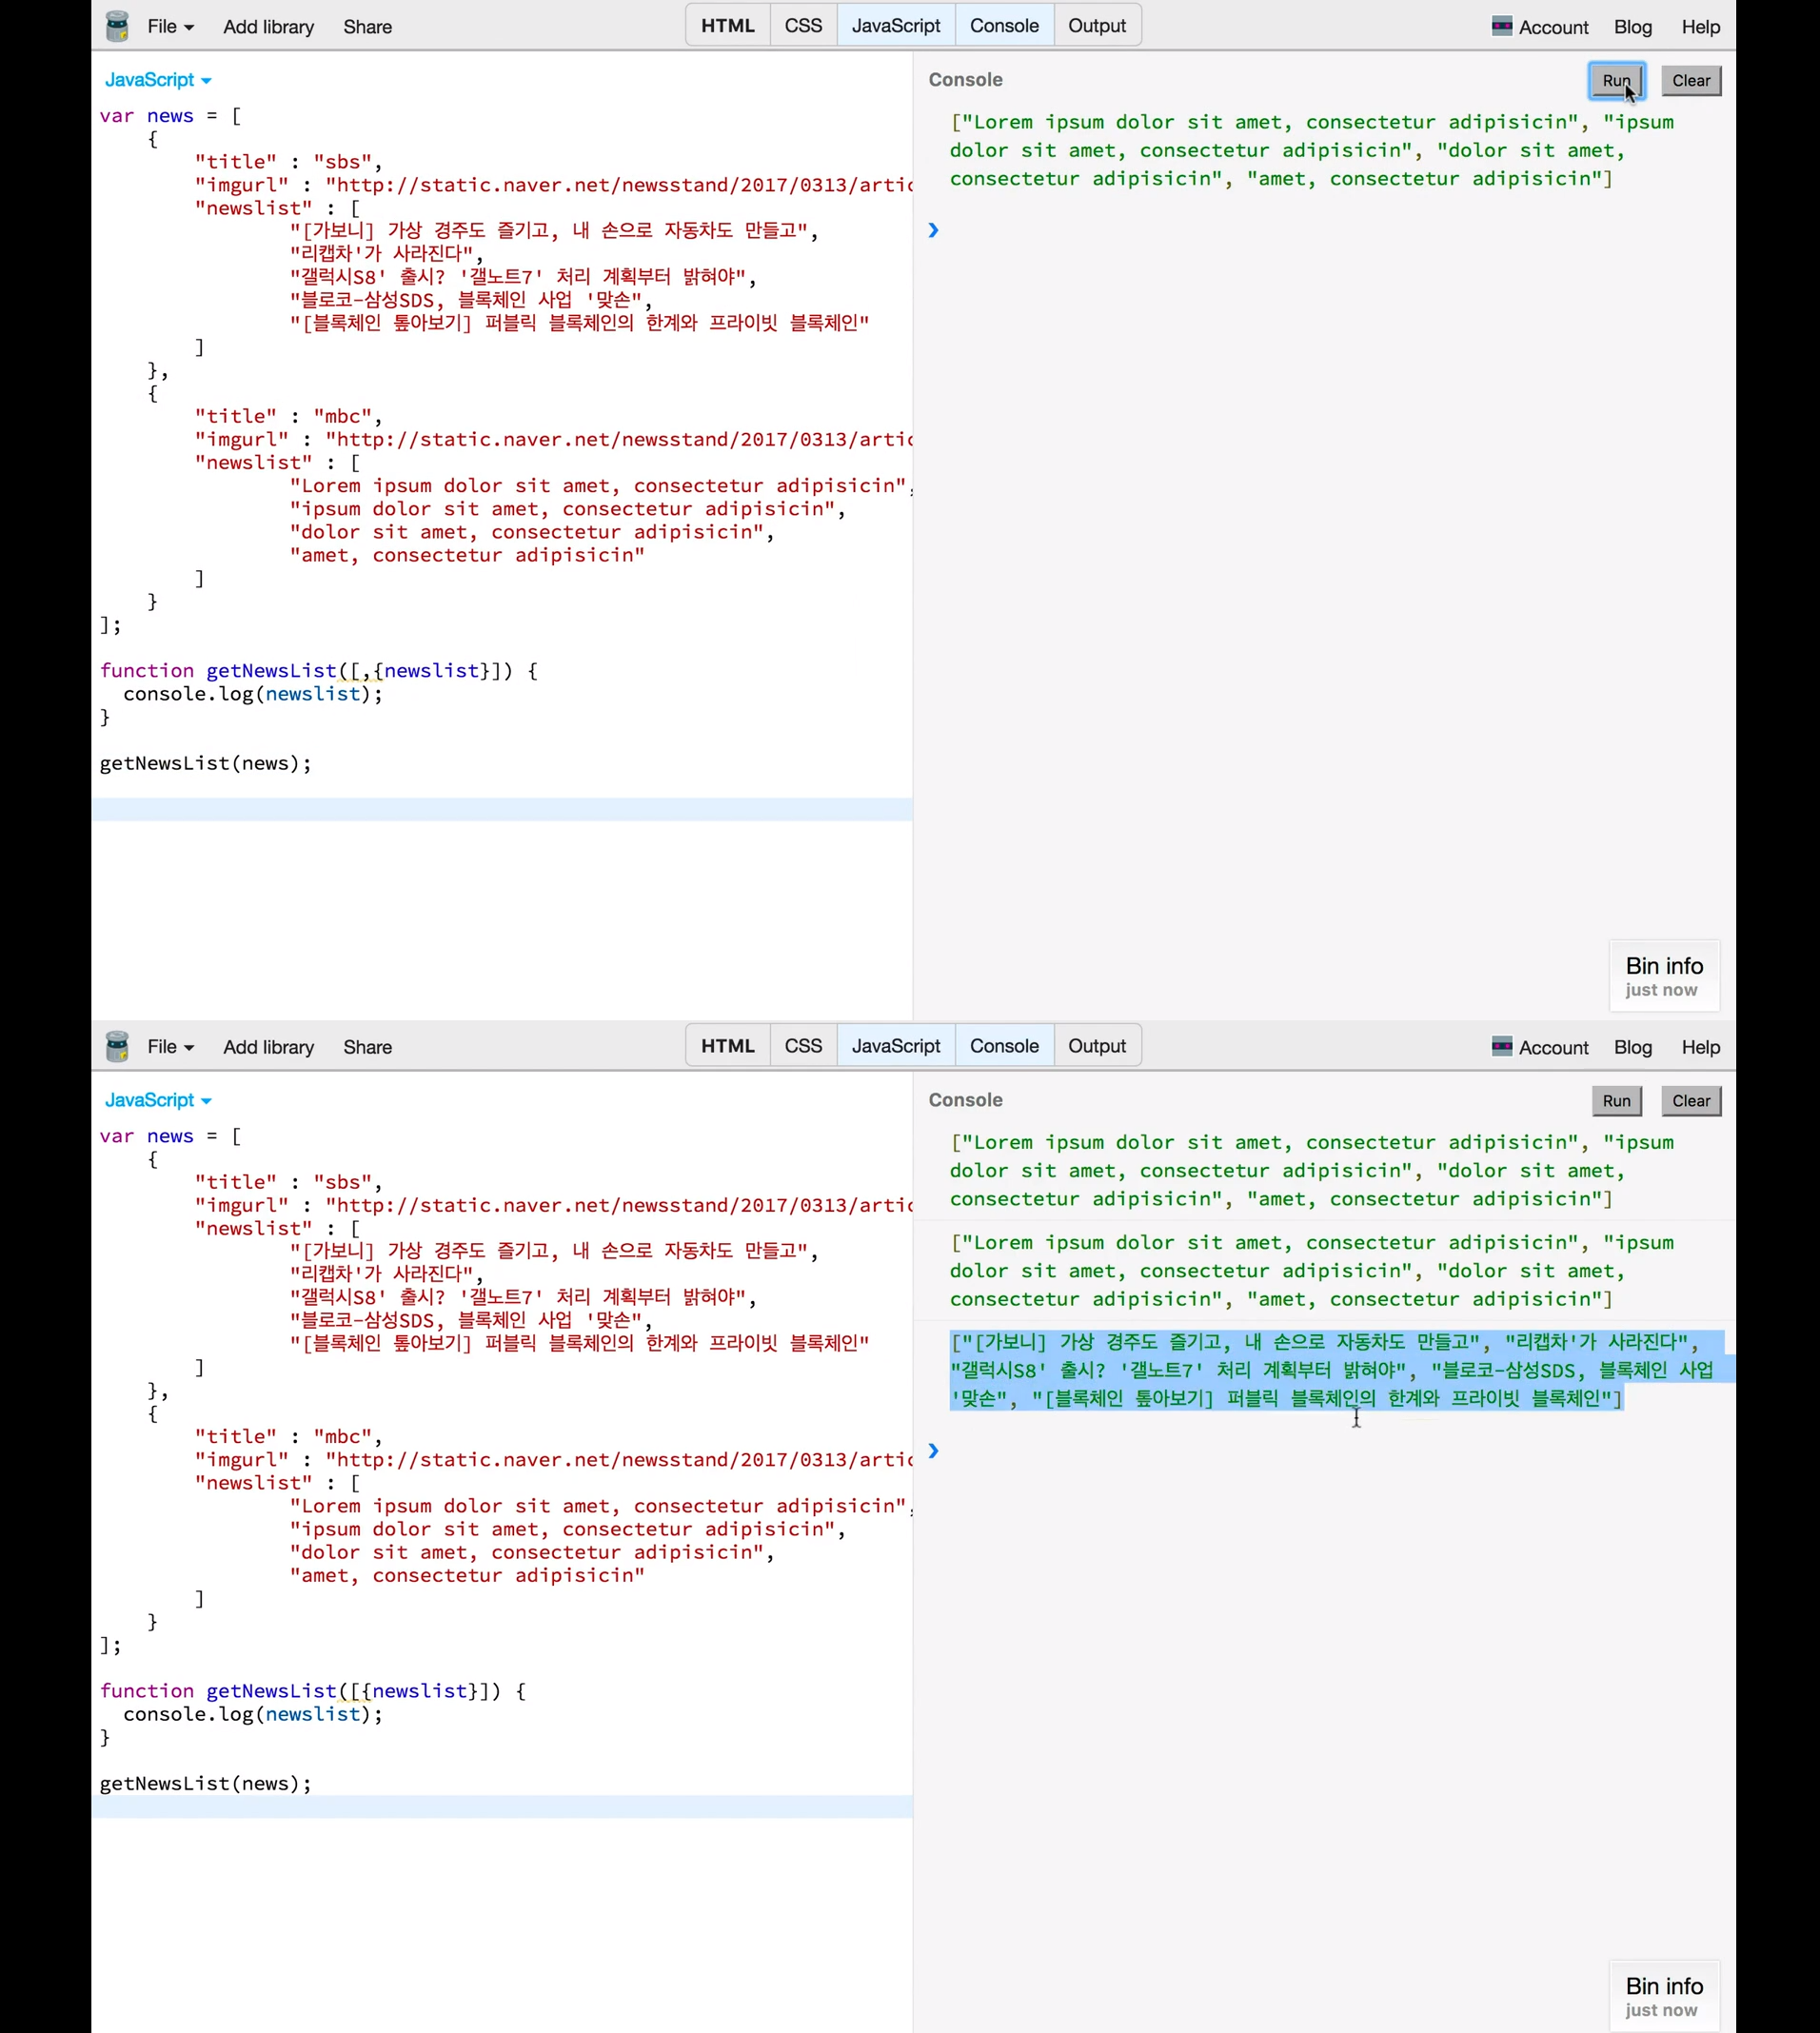 File Add library Share HTML CSS JavaScript Console Output Account Blog Help
JavaScript
var news = [
{
"title" : "sbs",
"imgurl" : "http://static.naver.net/newsstand/2017/0313/artic
"newslist" : [
"[가보니] 가상 경주도 즐기고, 내 손으로 자동차도 만들고",
"리캡차'가 사라진다",
"갤럭시S8' 출시? '갤노트7' 처리 계획부터 밝혀야",
"블로코-삼성SDS, 블록체인 사업 '맞손",
"[블록체인 톺아보기] 퍼블릭 블록체인의 한계와 프라이빗 블록체인"
]
},
{
"title" : "mbc",
"imgurl" : "http://static.naver.net/newsstand/2017/0313/artic
"newslist" : [
"Lorem ipsum dolor sit amet, consectetur adipisicin",
"ipsum dolor sit amet, consectetur adipisicin",
"dolor sit amet, consectetur adipisicin",
"amet, consectetur adipisicin"
]
}
];
function getNewsList([,{newslist}]) {
console.log(newslist);
}
getNewsList(news);
Console Run Clear
["Lorem ipsum dolor sit amet, consectetur adipisicin", "ipsum
dolor sit amet, consectetur adipisicin", "dolor sit amet,
consectetur adipisicin", "amet, consectetur adipisicin"]
Bin info
just now
File Add library Share HTML CSS JavaScript Console Output Account Blog Help
JavaScript
var news = [
{
"title" : "sbs",
"imgurl" : "http://static.naver.net/newsstand/2017/0313/artic
"newslist" : [
"[가보니] 가상 경주도 즐기고, 내 손으로 자동차도 만들고",
"리캡차'가 사라진다",
"갤럭시S8' 출시? '갤노트7' 처리 계획부터 밝혀야",
"블로코-삼성SDS, 블록체인 사업 '맞손",
"[블록체인 톺아보기] 퍼블릭 블록체인의 한계와 프라이빗 블록체인"
]
},
{
"title" : "mbc",
"imgurl" : "http://static.naver.net/newsstand/2017/0313/artic
"newslist" : [
"Lorem ipsum dolor sit amet, consectetur adipisicin",
"ipsum dolor sit amet, consectetur adipisicin",
"dolor sit amet, consectetur adipisicin",
"amet, consectetur adipisicin"
]
}
];
function getNewsList([{newslist}]) {
console.log(newslist);
}
getNewsList(news);
Console Run Clear
["Lorem ipsum dolor sit amet, consectetur adipisicin", "ipsum
dolor sit amet, consectetur adipisicin", "dolor sit amet,
consectetur adipisicin", "amet, consectetur adipisicin"]
["Lorem ipsum dolor sit amet, consectetur adipisicin", "ipsum
dolor sit amet, consectetur adipisicin", "dolor sit amet,
consectetur adipisicin", "amet, consectetur adipisicin"]
["[가보니] 가상 경주도 즐기고, 내 손으로 자동차도 만들고", "리캡차'가 사라진다",
"갤럭시S8' 출시? '갤노트7' 처리 계획부터 밝혀야", "블로코-삼성SDS, 블록체인 사업
'맞손", "[블록체인 톺아보기] 퍼블릭 블록체인의 한계와 프라이빗 블록체인"]
Bin info
just now